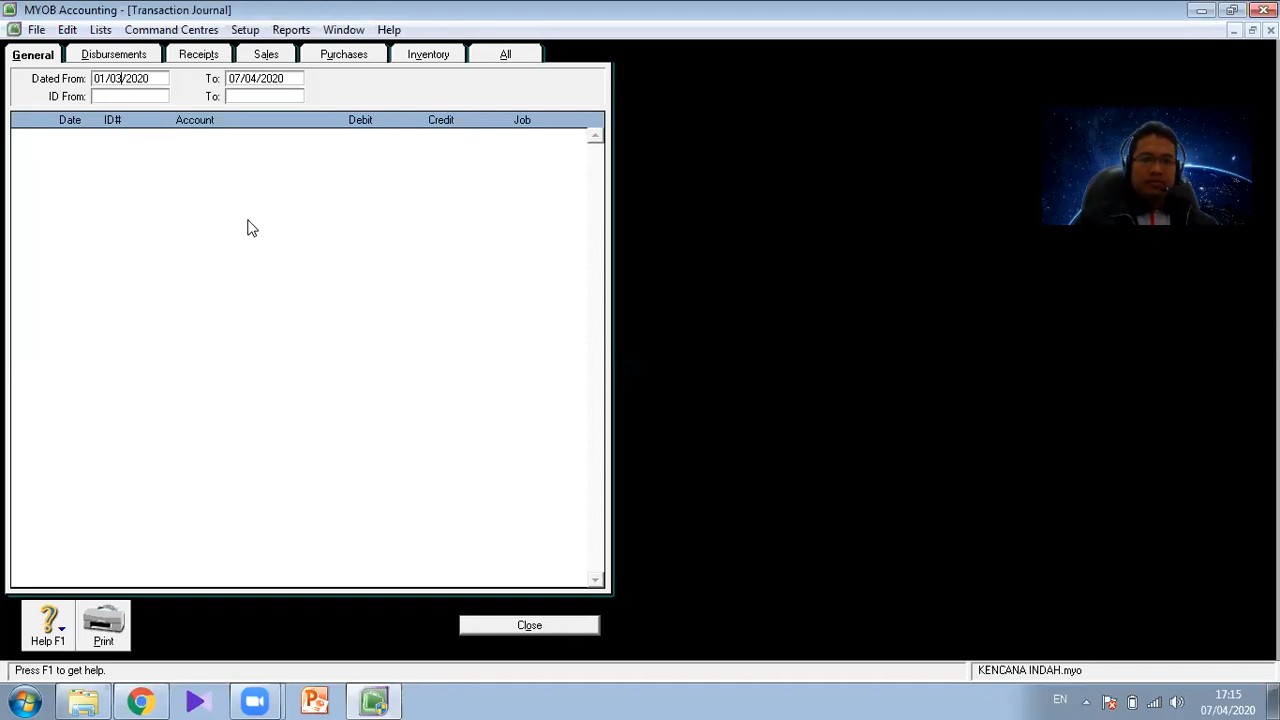 MYOB Accounting - [Transaction Journal]
File Edit Lists Command Centres Setup Reports Window Help
General Disbursements Receipts Sales Purchases Inventory All
Dated From: 01/03/2020 To: 07/04/2020
ID From: To:
Date ID# Account Debit Credit Job
Help F1 Print Close
Press F1 to get help. KENCANA INDAH.myo
EN 17:15
07/04/2020